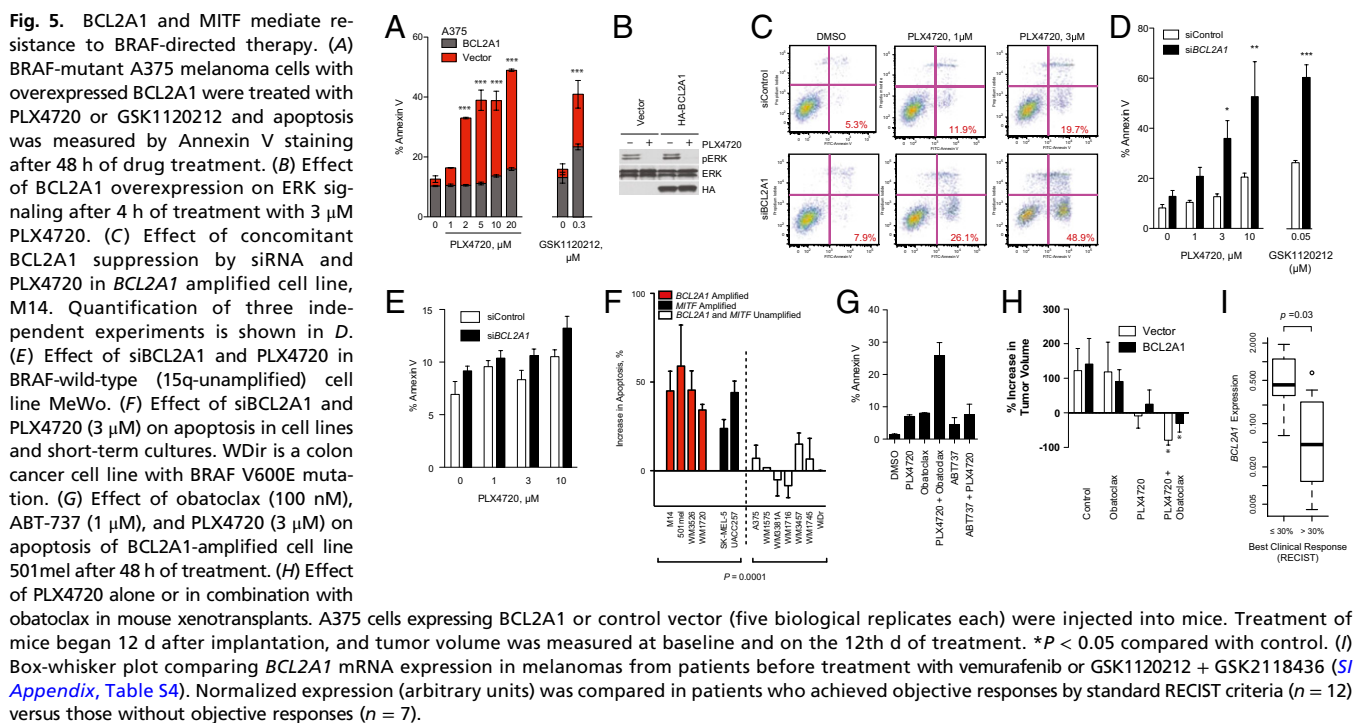 Fig. 5. BCL2A1 and MITF mediate re-
sistance to BRAF-directed therapy. (A)
BRAF-mutant A375 melanoma cells with
overexpressed BCL2A1 were treated with
PLX4720 or GSK1120212 and apoptosis
was measured by Annexin V staining
after 48 h of drug treatment. (B) Effect
of BCL2A1 overexpression on ERK sig-
naling after 4 h of treatment with 3 μM
PLX4720. (C) Effect of concomitant
BCL2A1 suppression by siRNA and
PLX4720 in BCL2A1 amplified cell line,
M14. Quantification of three inde-
pendent experiments is shown in D.
(E) Effect of siBCL2A1 and PLX4720 in
BRAF-wild-type (15q-unamplified) cell
line MeWo. (F) Effect of siBCL2A1 and
PLX4720 (3 μM) on apoptosis in cell lines
and short-term cultures. WDir is a colon
cancer cell line with BRAF V600E muta-
tion. (G) Effect of obatoclax (100 nM),
ABT-737 (1 μM), and PLX4720 (3 μM) on
apoptosis of BCL2A1-amplified cell line
501mel after 48 h of treatment. (H) Effect
of PLX4720 alone or in combination with
obatoclax in mouse xenotransplants. A375 cells expressing BCL2A1 or control vector (five biological replicates each) were injected into mice. Treatment of
mice began 12 d after implantation, and tumor volume was measured at baseline and on the 12th d of treatment. *P < 0.05 compared with control. (I)
Box-whisker plot comparing BCL2A1 mRNA expression in melanomas from patients before treatment with vemurafenib or GSK1120212 + GSK2118436 (SI
Appendix, Table S4). Normalized expression (arbitrary units) was compared in patients who achieved objective responses by standard RECIST criteria (n = 12)
versus those without objective responses (n = 7).
A
A375
BCL2A1
Vector
% Annexin V
60
40
20
0
***
***
***
***
***
0 1 2 5 10 20
0 0.3
PLX4720, μM
GSK1120212,
μM
B
Vector
HA-BCL2A1
− + − + PLX4720
pERK
ERK
HA
C
DMSO
PLX4720, 1μM
PLX4720, 3μM
siControl
5.3%
11.9%
19.7%
siBCL2A1
7.9%
26.1%
48.9%
Propidium Iodide
FITC-Annexin V
D
siControl
siBCL2A1
% Annexin V
80
60
40
20
0
*
**
***
0 1 3 10
0.05
PLX4720, μM
GSK1120212
(μM)
E
siControl
siBCL2A1
% Annexin V
15
10
5
0
0 1 3 10
PLX4720, μM
F
BCL2A1 Amplified
MITF Amplified
BCL2A1 and MITF Unamplified
Increase in Apoptosis, %
100
50
0
M14
501mel
WM3526
WM1720
SK-MEL-5
UACC257
A375
WM1575
WM3381A
WM1716
WM3457
WM1745
WiDr
P = 0.0001
G
% Annexin V
40
30
20
10
0
DMSO
PLX4720
Obatoclax
PLX4720 + Obatoclax
ABT737
ABT737 + PLX4720
H
Vector
BCL2A1
% Increase in
Tumor Volume
300
200
100
0
-100
*
*
Control
Obatoclax
PLX4720
PLX4720 +
Obatoclax
I
p =0.03
BCL2A1 Expression
2.000
0.500
0.100
0.020
0.005
≤ 30% > 30%
Best Clinical Response
(RECIST)